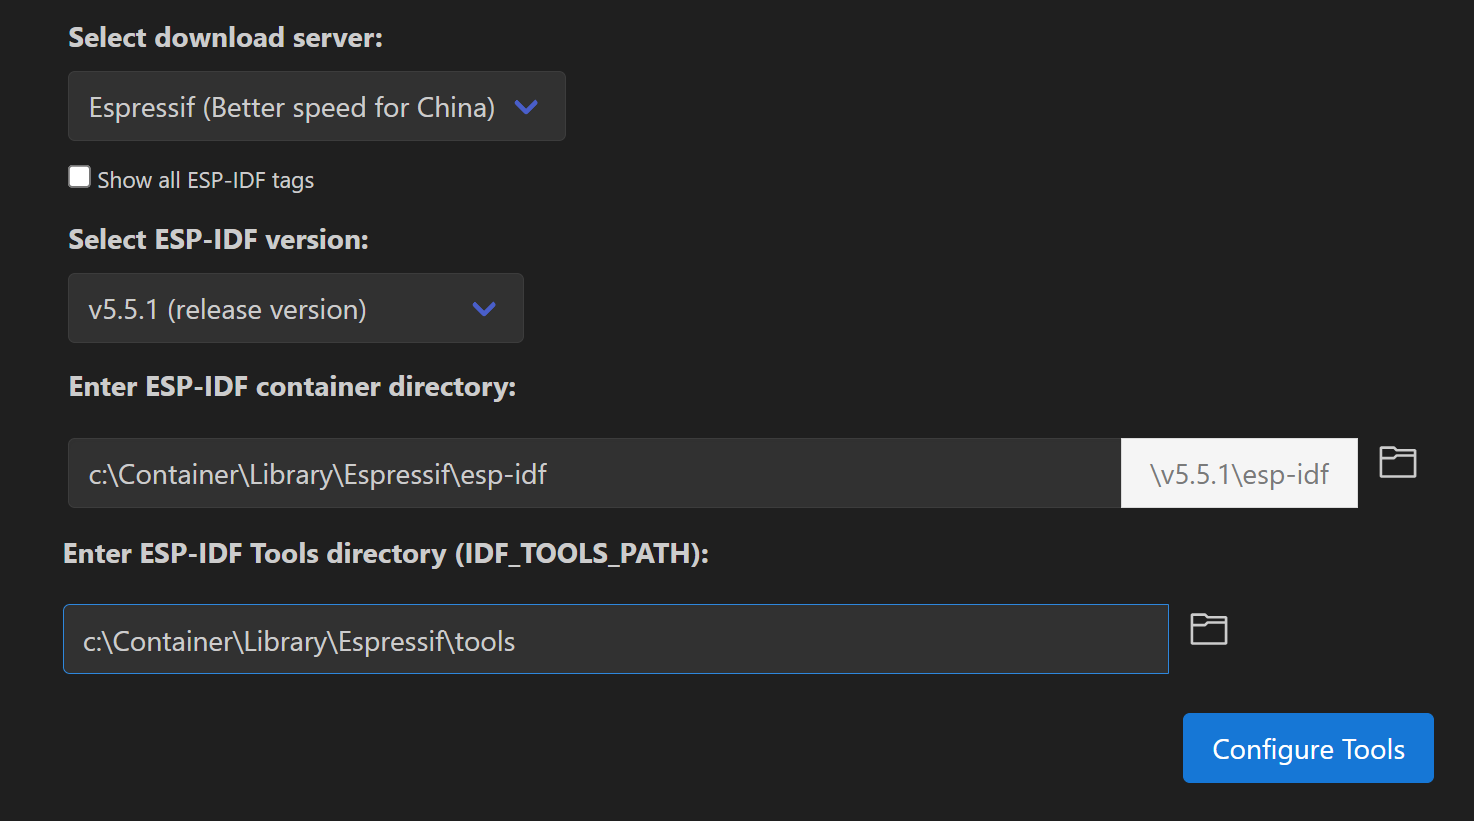 Select download server:
Espressif (Better speed for China)
Show all ESP-IDF tags
Select ESP-IDF version:
v5.5.1 (release version)
Enter ESP-IDF container directory:
c:\Container\Library\Espressif\esp-idf \v5.5.1\esp-idf
Enter ESP-IDF Tools directory (IDF_TOOLS_PATH):
c:\Container\Library\Espressif\tools
Configure Tools